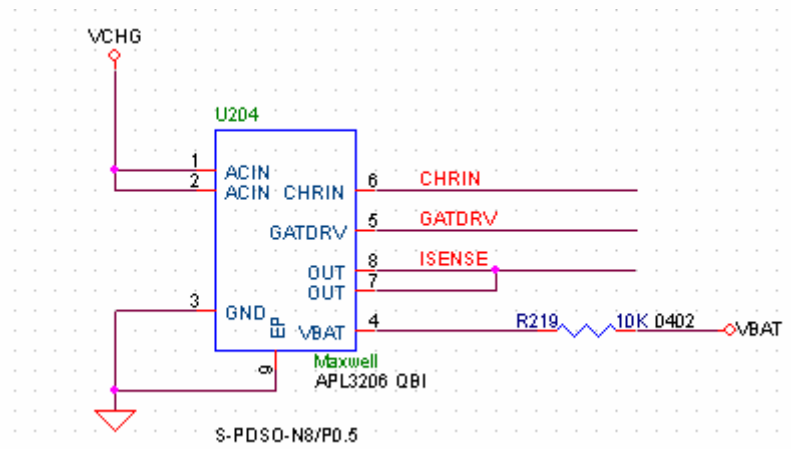 VCHG
U204
1 ACIN
2 ACIN CHRIN 6 CHRIN
GATDRV 5 GATDRV
OUT 8 ISENSE
OUT 7
3 GND
EP VBAT 4 R219 10K 0402 VBAT
9 Maxwell
APL3206 QBI
S-PDSO-N8/P0.5